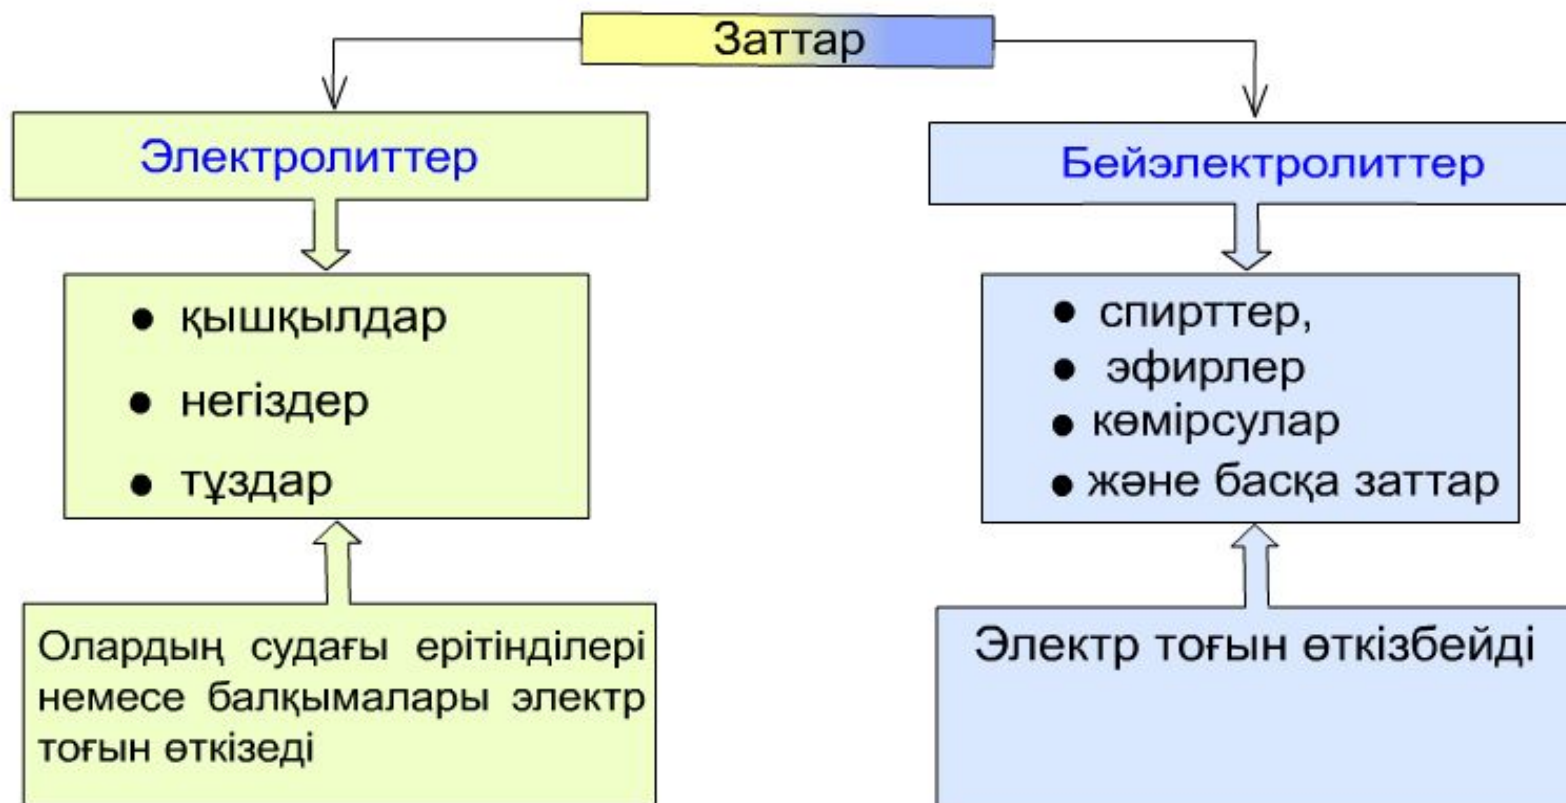 Заттар
Электролиттер
• қышқылдар
• негіздер
• тұздар
Олардың судағы ерітінділері
немесе балқымалары электр
тоғын өткізеді
Бейэлектролиттер
• спирттер,
• эфирлер
• көмірсулар
• және басқа заттар
Электр тоғын өткізбейді